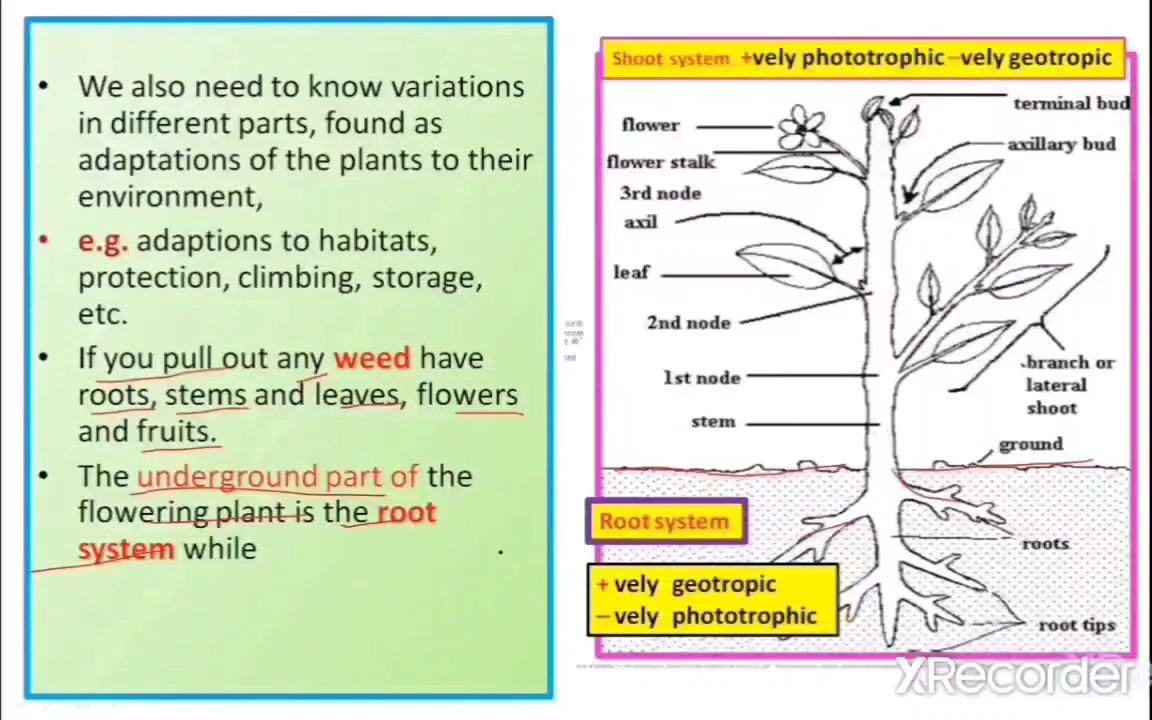 We also need to know variations
in different parts, found as
adaptations of the plants to their
environment,
e.g. adaptions to habitats,
protection, climbing, storage,
etc.
If you pull out any weed have
roots, stems and leaves, flowers
and fruits.
The underground part of the
flowering plant is the root
system while
Shoot system +vely phototrophic -vely geotropic
terminal bud
flower
axillary bud
flower stalk
3rd node
axil
leaf
2nd node
branch or
lateral
shoot
1st node
stem
ground
Root system
roots
+ vely geotropic
- vely phototrophic
root tips
XRecorder